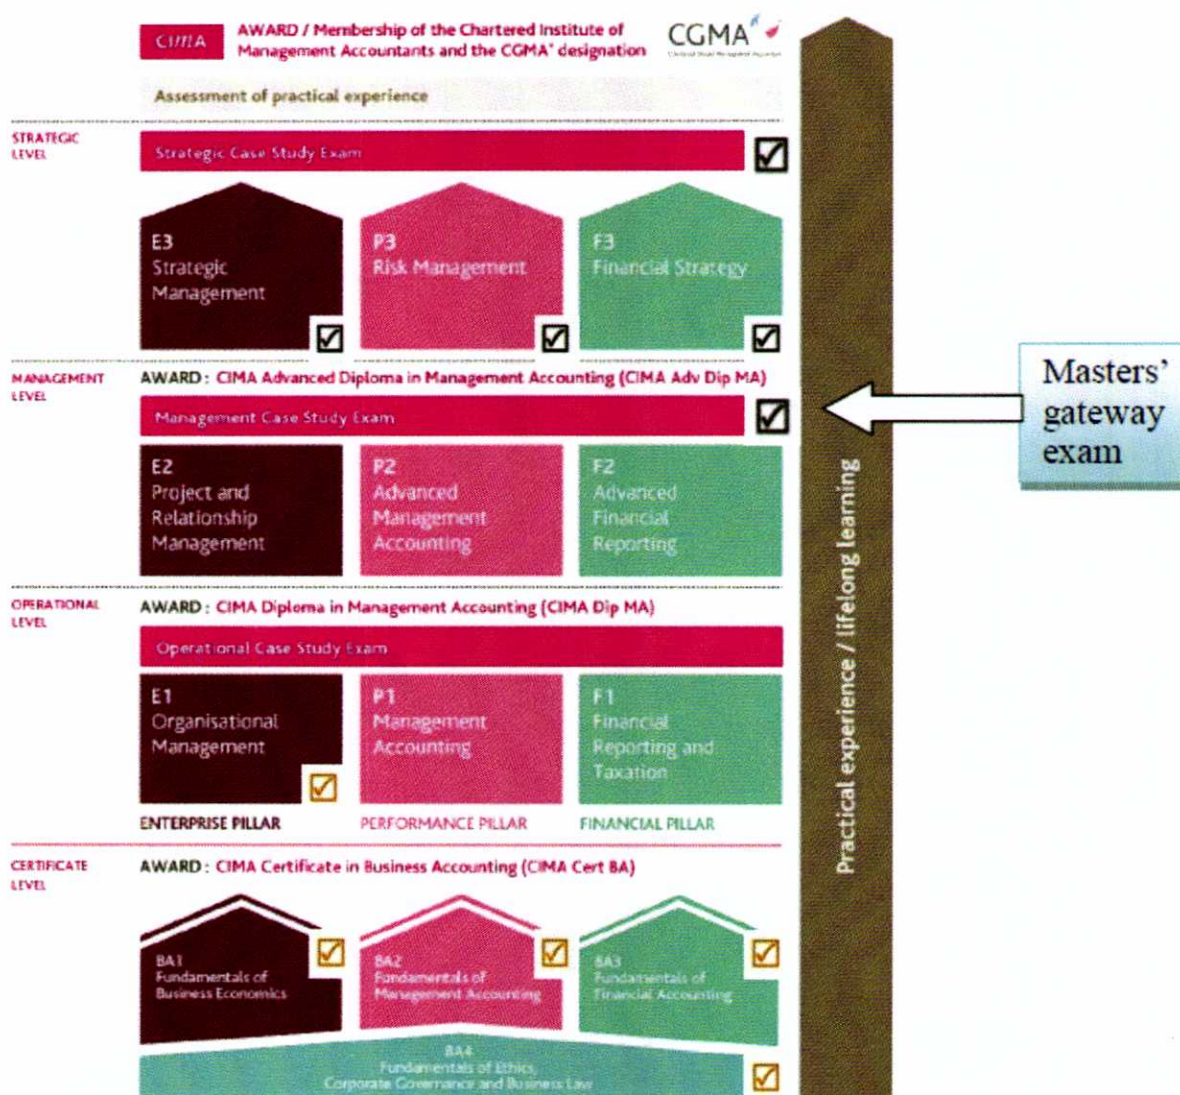 CIMA
AWARD / Membership of the Chartered Institute of
Management Accountants and the CGMA® designation
CGMA
Assessment of practical experience
STRATEGIC
LEVEL
Strategic Case Study Exam
E3
Strategic
Management
P3
Risk Management
F3
Financial Strategy
MANAGEMENT
LEVEL
AWARD : CIMA Advanced Diploma in Management Accounting (CIMA Adv Dip MA)
Management Case Study Exam
Masters’
gateway
exam
E2
Project and
Relationship
Management
P2
Advanced
Management
Accounting
F2
Advanced
Financial
Reporting
OPERATIONAL
LEVEL
AWARD : CIMA Diploma in Management Accounting (CIMA Dip MA)
Operational Case Study Exam
E1
Organisational
Management
P1
Management
Accounting
F1
Financial
Reporting and
Taxation
ENTERPRISE PILLAR
PERFORMANCE PILLAR
FINANCIAL PILLAR
Practical experience / lifelong learning
CERTIFICATE
LEVEL
AWARD : CIMA Certificate in Business Accounting (CIMA Cert BA)
BA1
Fundamentals of
Business Economics
BA2
Fundamentals of
Management Accounting
BA3
Fundamentals of
Financial Accounting
BA4
Fundamentals of Ethics,
Corporate Governance and Business Law